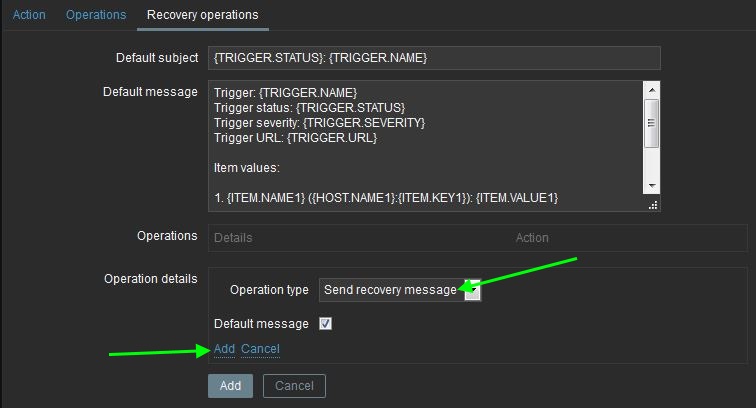 Action Operations Recovery operations
Default subject {TRIGGER.STATUS}: {TRIGGER.NAME}
Default message Trigger: {TRIGGER.NAME}
Trigger status: {TRIGGER.STATUS}
Trigger severity: {TRIGGER.SEVERITY}
Trigger URL: {TRIGGER.URL}
Item values:
1. {ITEM.NAME1} ({HOST.NAME1}:{ITEM.KEY1}): {ITEM.VALUE1}
Operations Details Action
Operation details
Operation type Send recovery message
Default message
Add Cancel
Add Cancel